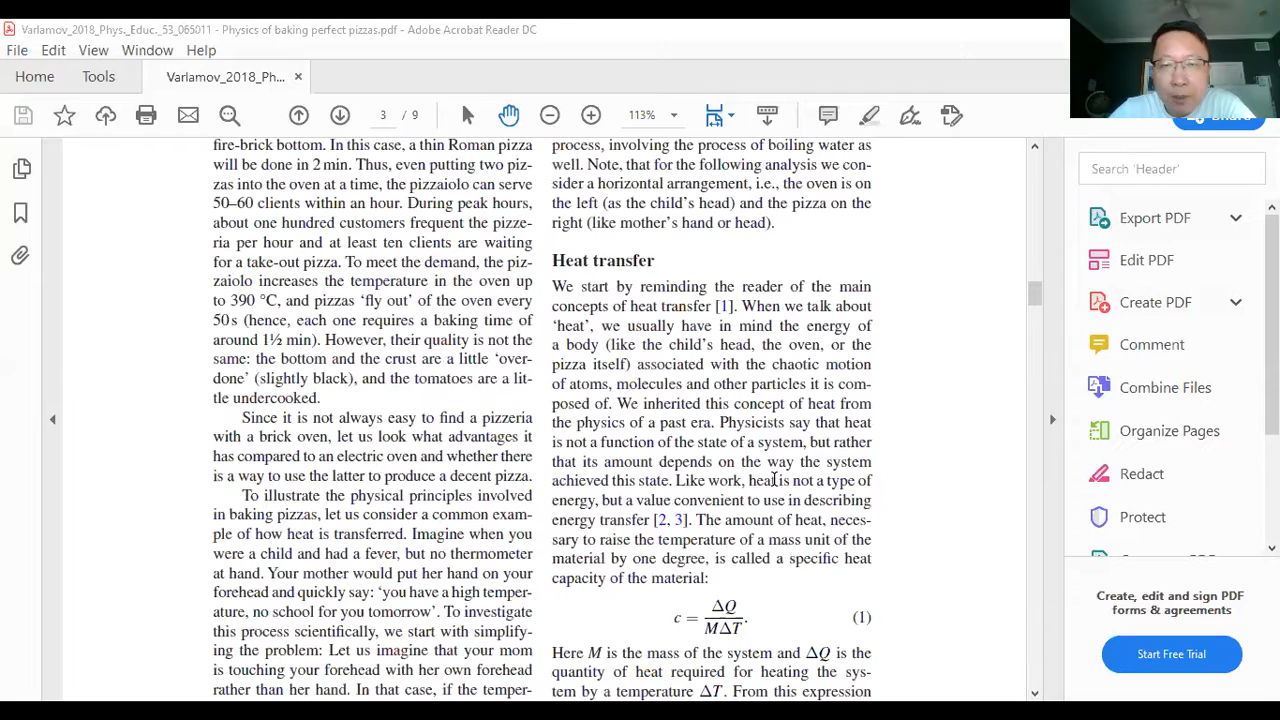 Varlamov_2018_Phys._Educ._53_065011 - Physics of baking perfect pizzas.pdf - Adobe Acrobat Reader DC
File Edit View Window Help
Home Tools Varlamov_2018_Ph... ×
3 / 9 113%
Share
fire-brick bottom. In this case, a thin Roman pizza
will be done in 2 min. Thus, even putting two piz-
zas into the oven at a time, the pizzaiolo can serve
50–60 clients within an hour. During peak hours,
about one hundred customers frequent the pizze-
ria per hour and at least ten clients are waiting
for a take-out pizza. To meet the demand, the piz-
zaiolo increases the temperature in the oven up
to 390 °C, and pizzas ‘fly out’ of the oven every
50 s (hence, each one requires a baking time of
around 1½ min). However, their quality is not the
same: the bottom and the crust are a little ‘over-
done’ (slightly black), and the tomatoes are a lit-
tle undercooked.
Since it is not always easy to find a pizzeria
with a brick oven, let us look what advantages it
has compared to an electric oven and whether there
is a way to use the latter to produce a decent pizza.
To illustrate the physical principles involved
in baking pizzas, let us consider a common exam-
ple of how heat is transferred. Imagine when you
were a child and had a fever, but no thermometer
at hand. Your mother would put her hand on your
forehead and quickly say: ‘you have a high temper-
ature, no school for you tomorrow’. To investigate
this process scientifically, we start with simplify-
ing the problem: Let us imagine that your mom
is touching your forehead with her own forehead
rather than her hand. In that case, if the temper-
process, involving the process of boiling water as
well. Note, that for the following analysis we con-
sider a horizontal arrangement, i.e., the oven is on
the left (as the child’s head) and the pizza on the
right (like mother’s hand or head).
Heat transfer
We start by reminding the reader of the main
concepts of heat transfer [1]. When we talk about
‘heat’, we usually have in mind the energy of
a body (like the child’s head, the oven, or the
pizza itself) associated with the chaotic motion
of atoms, molecules and other particles it is com-
posed of. We inherited this concept of heat from
the physics of a past era. Physicists say that heat
is not a function of the state of a system, but rather
that its amount depends on the way the system
achieved this state. Like work, heat is not a type of
energy, but a value convenient to use in describing
energy transfer [2, 3]. The amount of heat, neces-
sary to raise the temperature of a mass unit of the
material by one degree, is called a specific heat
capacity of the material:
c = ΔQ / MΔT. (1)
Here M is the mass of the system and ΔQ is the
quantity of heat required for heating the sys-
tem by a temperature ΔT. From this expression
Search 'Header'
Export PDF
Edit PDF
Create PDF
Comment
Combine Files
Organize Pages
Redact
Protect
Create, edit and sign PDF
forms & agreements
Start Free Trial